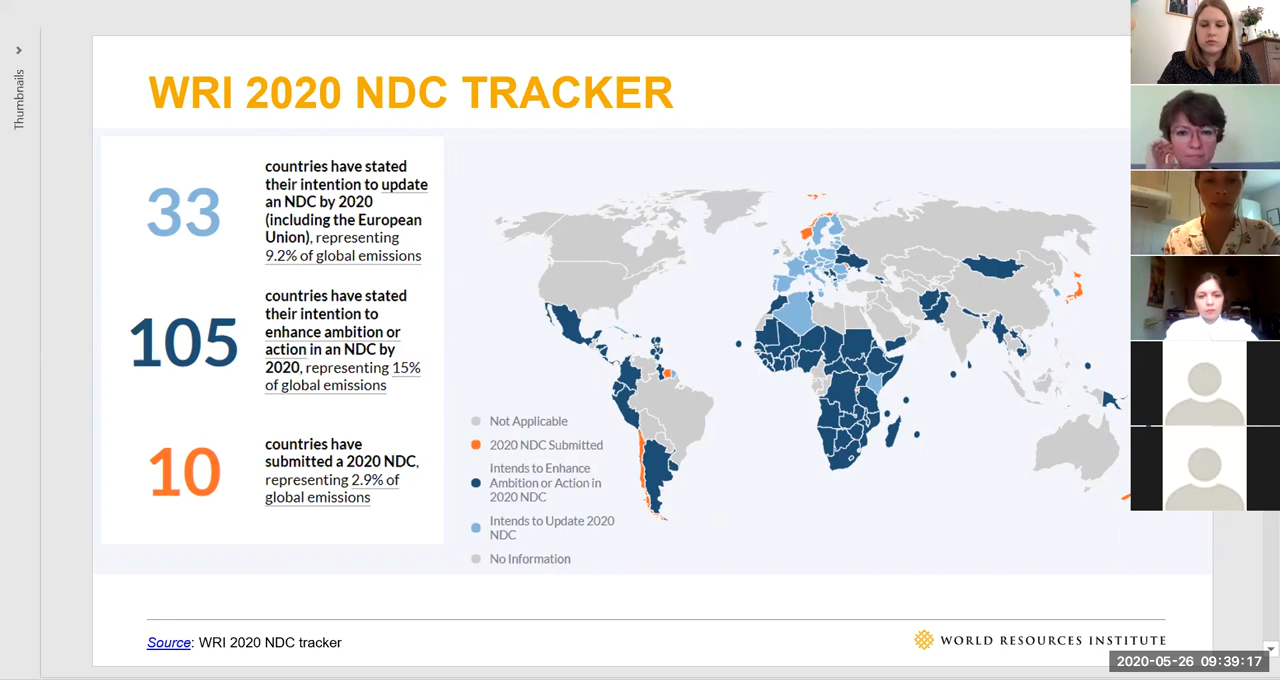 Thumbnails
WRI 2020 NDC TRACKER
33
countries have stated
their intention to update
an NDC by 2020
(including the European
Union), representing
9.2% of global emissions
105
countries have stated
their intention to
enhance ambition or
action in an NDC by
2020, representing 15%
of global emissions
10
countries have
submitted a 2020 NDC,
representing 2.9% of
global emissions
Not Applicable
2020 NDC Submitted
Intends to Enhance
Ambition or Action in
2020 NDC
Intends to Update 2020
NDC
No Information
Source: WRI 2020 NDC tracker
WORLD RESOURCES INSTITUTE
2020-05-26 09:39:17